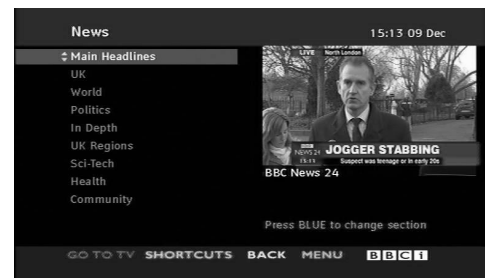 News
15:13 09 Dec
Main Headlines
UK
World
Politics
In Depth
UK Regions
Sci-Tech
Health
Community
LIVE North London
BBC
NEWS 24
15:13
JOGGER STABBING
Suspect was teenage or in early 20s
BBC News 24
Press BLUE to change section
GO TO TV SHORTCUTS BACK MENU BBCi